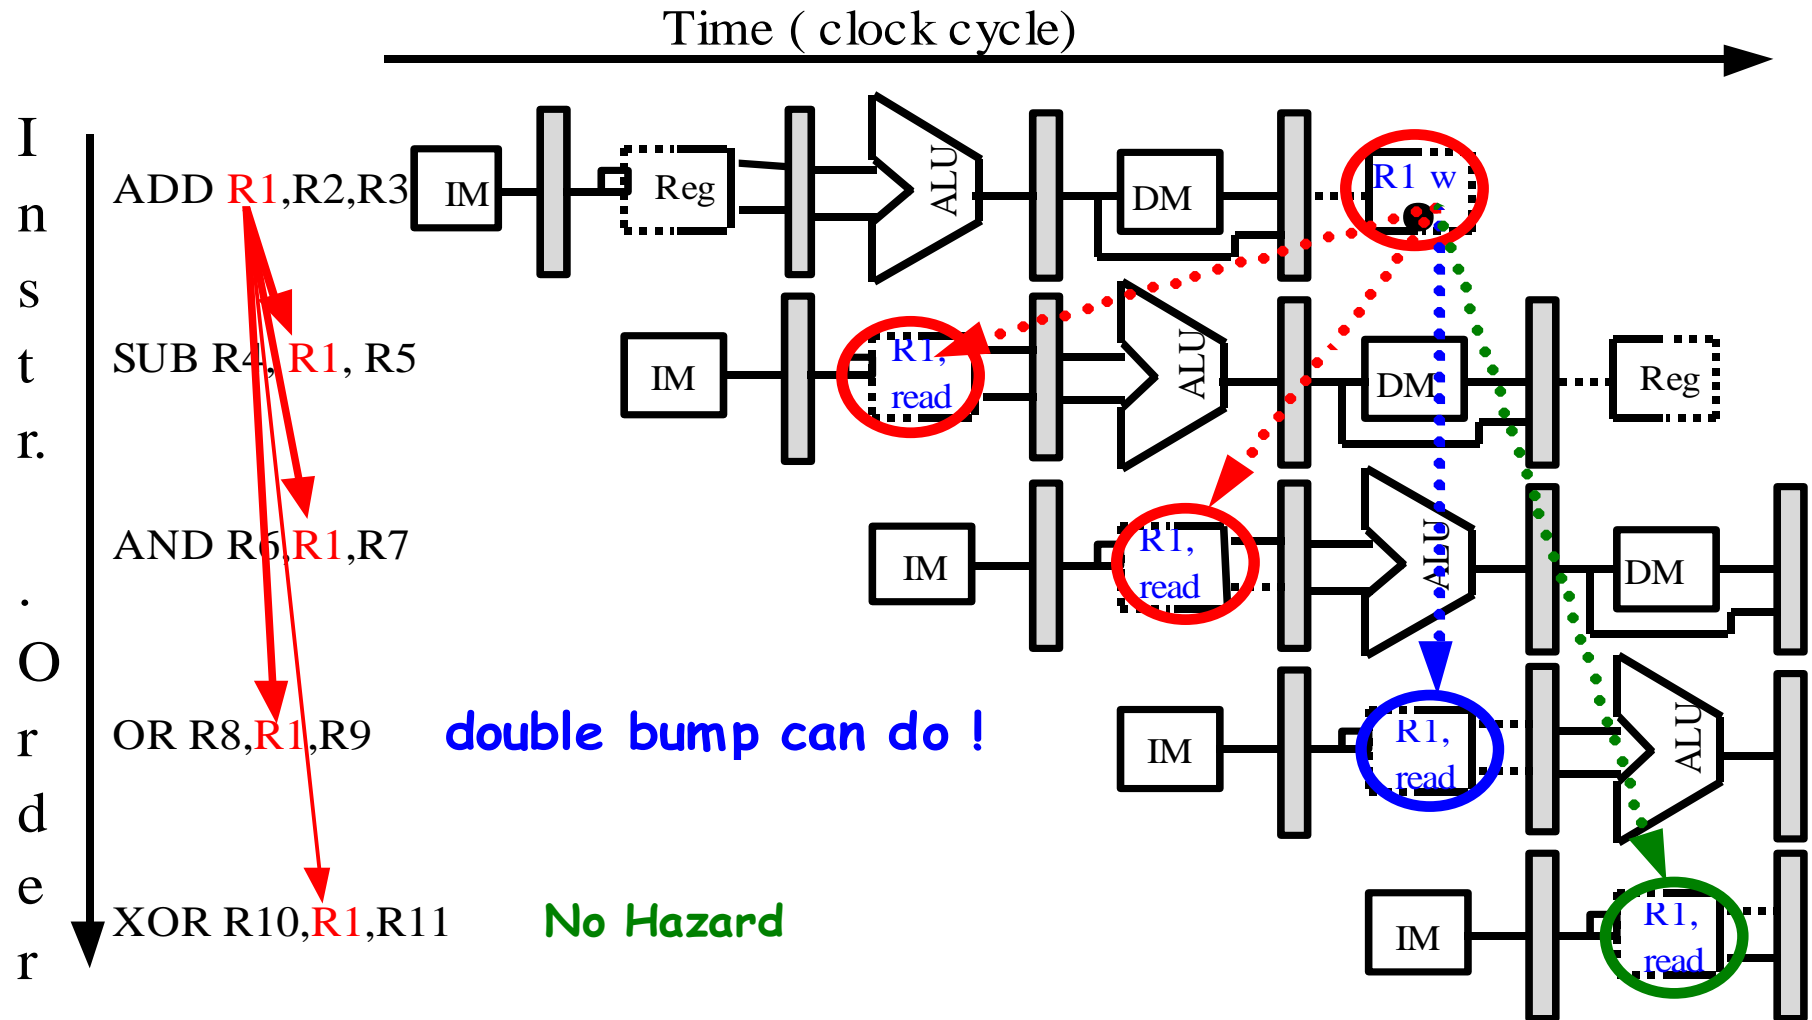 Time ( clock cycle)
Instr. Order
ADD R1,R2,R3
IM
Reg
ALU
DM
R1 w
SUB R4, R1, R5
IM
R1,
read
ALU
DM
Reg
AND R6,R1,R7
IM
R1,
read
ALU
DM
OR R8,R1,R9
double bump can do !
IM
R1,
read
ALU
XOR R10,R1,R11
No Hazard
IM
R1,
read